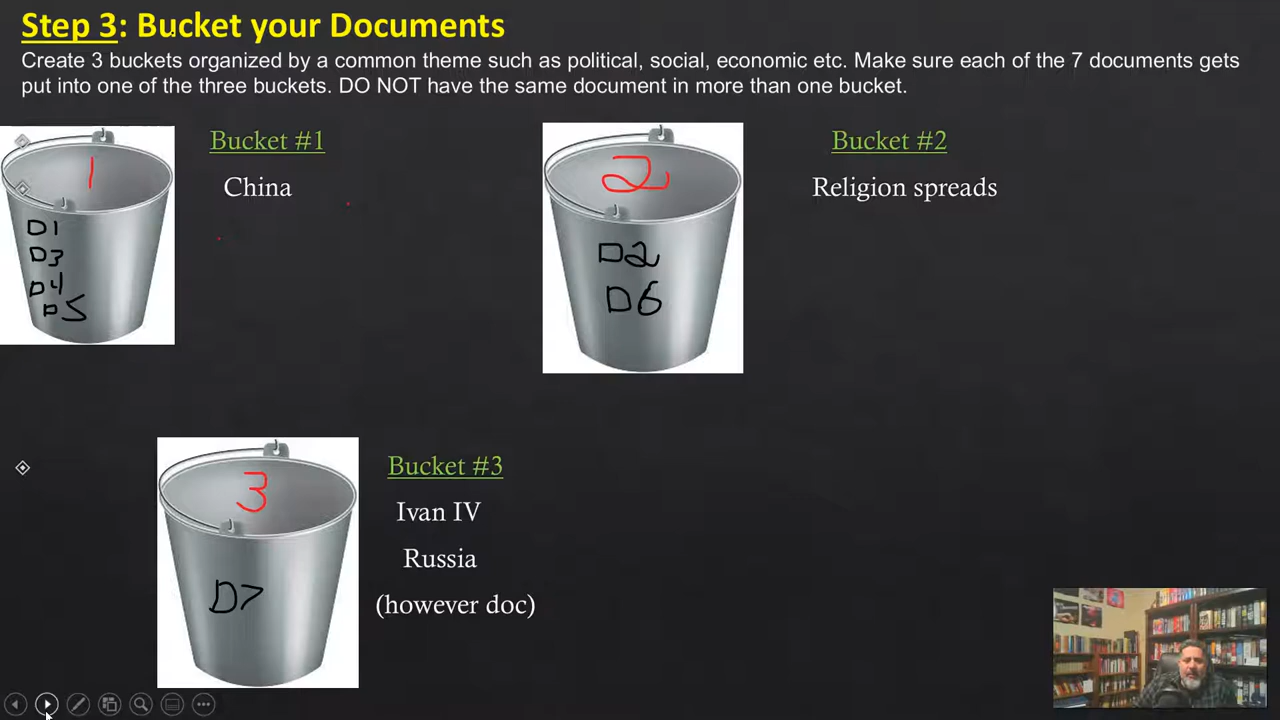 Step 3: Bucket your Documents
Create 3 buckets organized by a common theme such as political, social, economic etc. Make sure each of the 7 documents gets
put into one of the three buckets. DO NOT have the same document in more than one bucket.
Bucket #1
China
1
D1
D3
D4
D5
Bucket #2
Religion spreads
2
D2
D6
Bucket #3
Ivan IV
Russia
(however doc)
3
D7